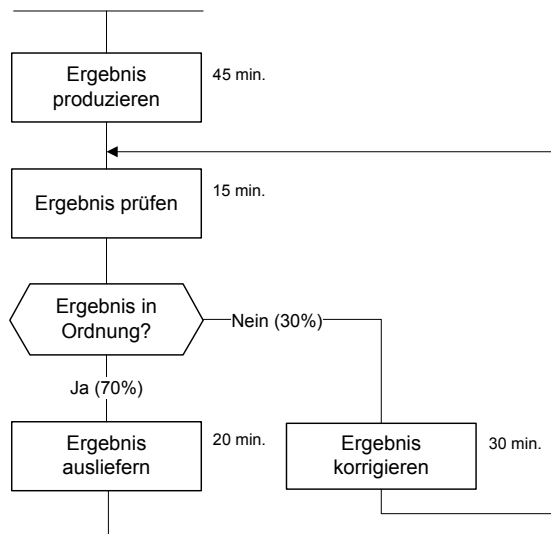 Ergebnis
produzieren
45 min.
Ergebnis prüfen
15 min.
Ergebnis in
Ordnung?
Nein (30%)
Ja (70%)
Ergebnis
ausliefern
20 min.
Ergebnis
korrigieren
30 min.